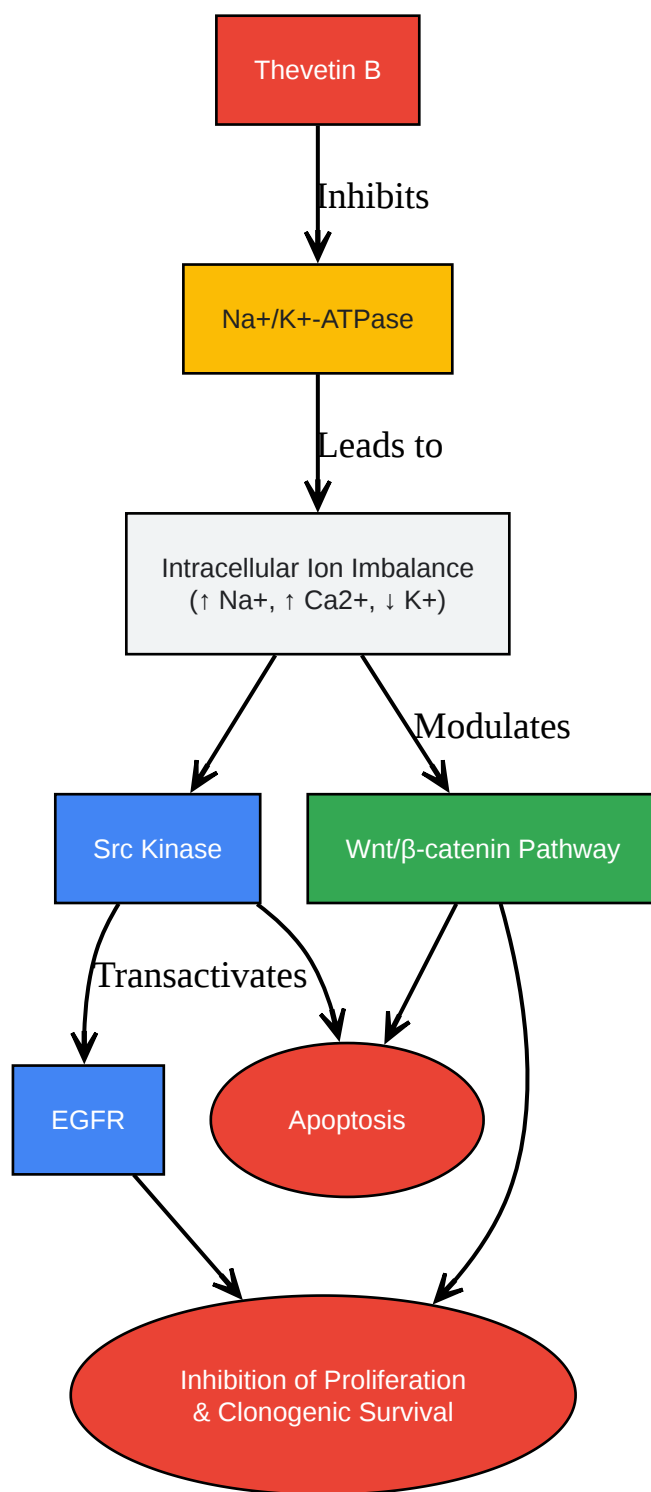 Thevetin B
Inhibits
Na+/K+-ATPase
Leads to
Intracellular Ion Imbalance
(↑ Na+, ↑ Ca2+, ↓ K+)
Modulates
Src Kinase
Wnt/β-catenin Pathway
Transactivates
EGFR
Apoptosis
Inhibition of Proliferation
& Clonogenic Survival